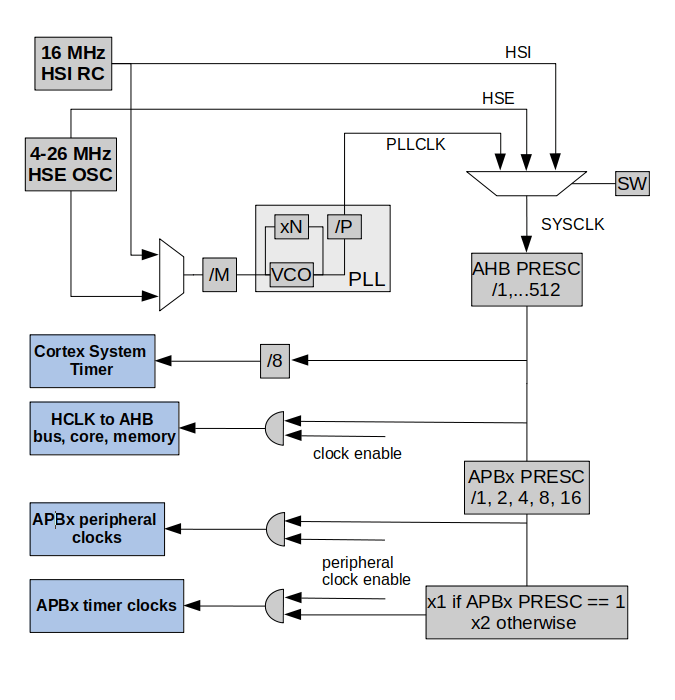 16 MHz
HSI RC
HSI
HSE
4-26 MHz
HSE OSC
PLLCLK
SW
xN
/P
SYSCLK
/M
VCO
PLL
AHB PRESC
/1,...512
Cortex System
Timer
/8
HCLK to AHB
bus, core, memory
clock enable
APBx PRESC
/1, 2, 4, 8, 16
APBx peripheral
clocks
peripheral
clock enable
APBx timer clocks
x1 if APBx PRESC == 1
x2 otherwise